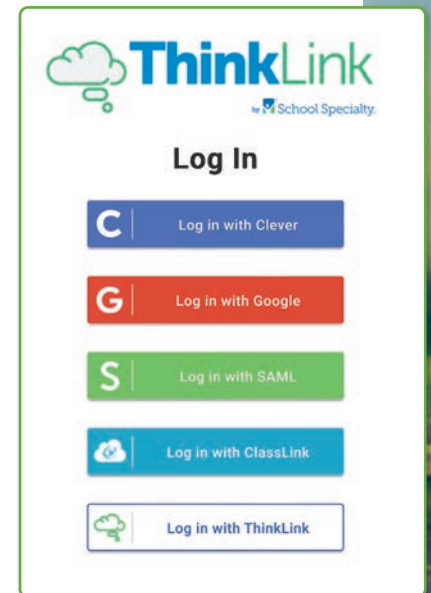 ThinkLink
by School Specialty.
Log In
C Log in with Clever
G Log in with Google
S Log in with SAML
Log in with ClassLink
Log in with ThinkLink